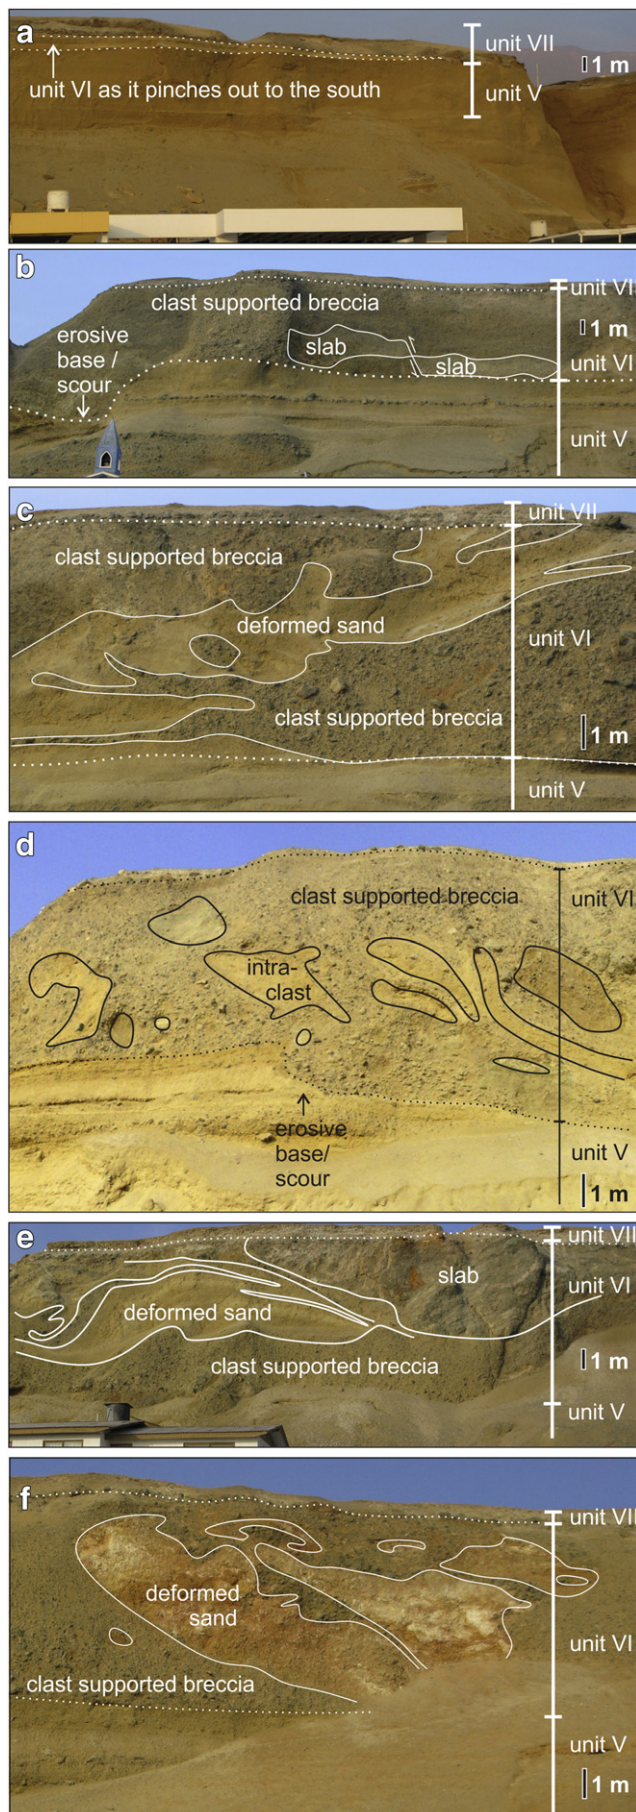 a
unit VII
1 m
unit VI as it pinches out to the south
unit V
b
clast supported breccia
unit VI
1 m
erosive
base /
scour
slab
slab
unit VI
unit V
c
unit VII
clast supported breccia
deformed sand
unit VI
clast supported breccia
1 m
unit V
d
clast supported breccia
unit VI
intra-
clast
erosive
base/
scour
unit V
1 m
e
unit VII
slab
unit VI
deformed sand
1 m
clast supported breccia
unit V
f
unit VII
deformed
sand
unit VI
clast supported breccia
unit V
1 m